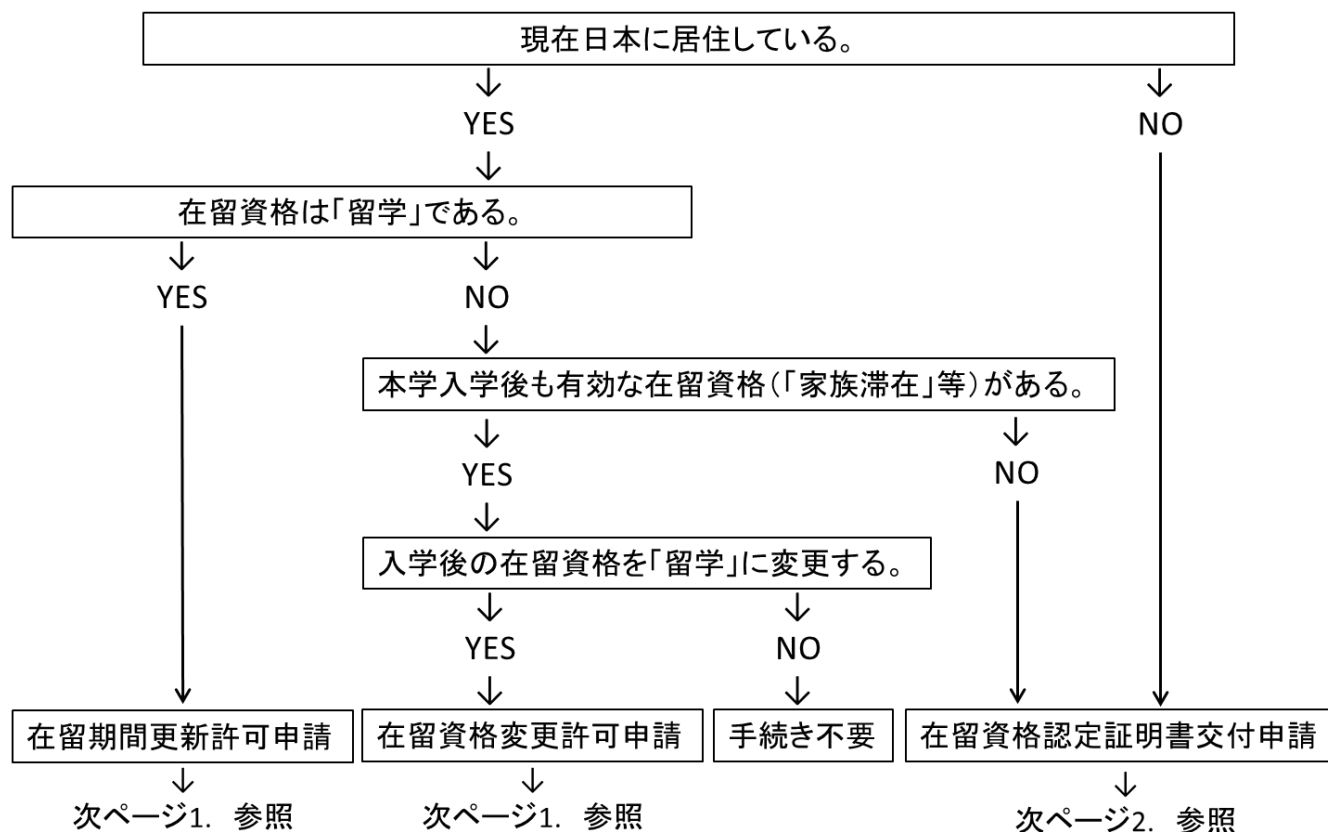 現在日本に居住している。
↓ ↓
YES NO
↓
在留資格は「留学」である。
↓ ↓
YES NO
↓
本学入学後も有効な在留資格(「家族滞在」等)がある。
↓ ↓
YES NO
↓
入学後の在留資格を「留学」に変更する。
↓ ↓
YES NO
↓ ↓
在留期間更新許可申請 在留資格変更許可申請 手続き不要 在留資格認定証明書交付申請
↓ ↓ ↓
次ページ1. 参照 次ページ1. 参照 次ページ2. 参照